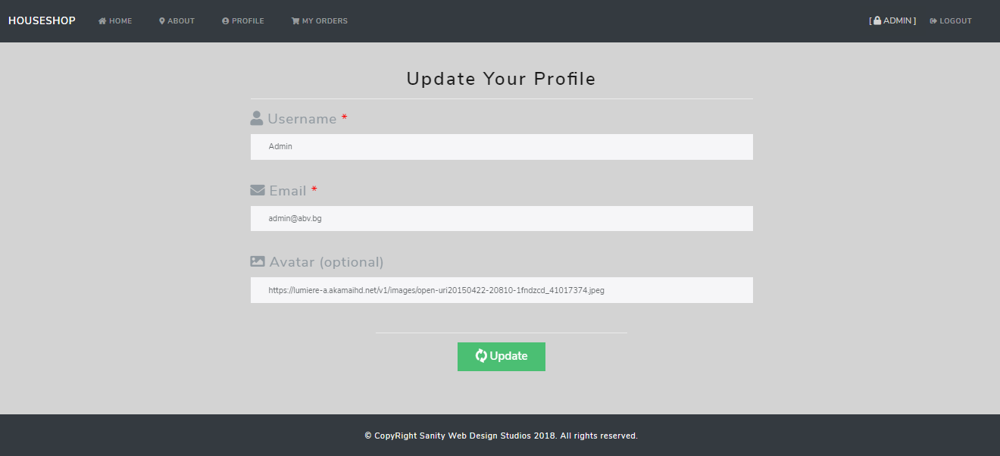 HOUSESHOP HOME ABOUT PROFILE MY ORDERS [ ADMIN ] LOGOUT
Update Your Profile
Username *
Admin
Email *
admin@abv.bg
Avatar (optional)
https://lumiere-a.akamaihd.net/v1/images/open-uri20150422-20810-1fndzcd_41017374.jpeg
Update
© CopyRight Sanity Web Design Studios 2018. All rights reserved.